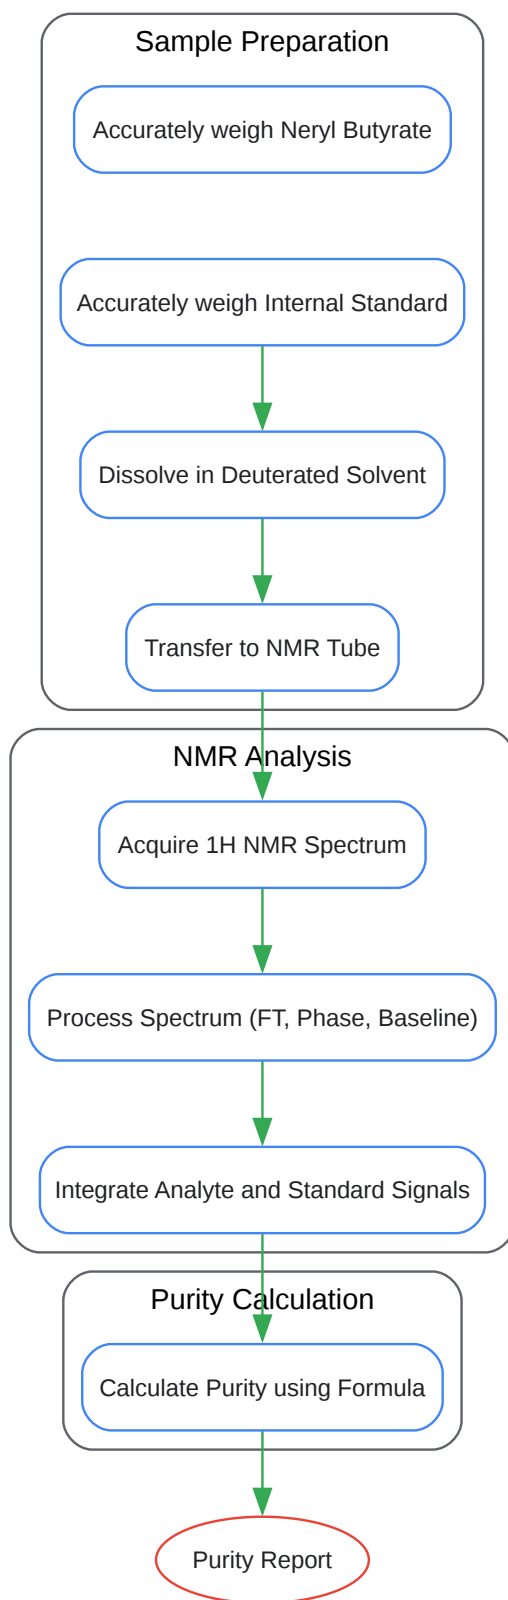 Sample Preparation
Accurately weigh Neryl Butyrate
Accurately weigh Internal Standard
Dissolve in Deuterated Solvent
Transfer to NMR Tube
NMR Analysis
Acquire 1H NMR Spectrum
Process Spectrum (FT, Phase, Baseline)
Integrate Analyte and Standard Signals
Purity Calculation
Calculate Purity using Formula
Purity Report